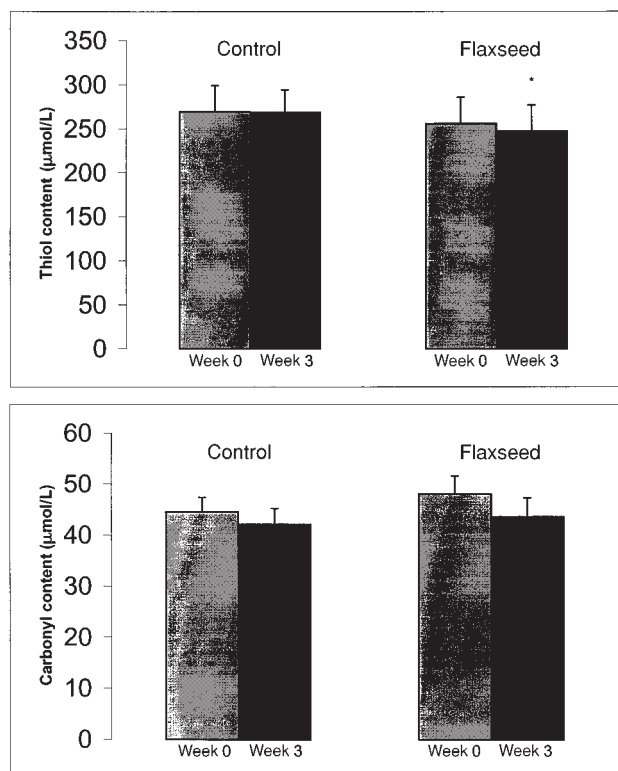 Control Flaxseed
Thiol content (µmol/L)
350
300
250
200
150
100
50
0
*
Week 0 Week 3 Week 0 Week 3
Control Flaxseed
Carbonyl content (µmol/L)
60
50
40
30
20
10
0
Week 0 Week 3 Week 0 Week 3